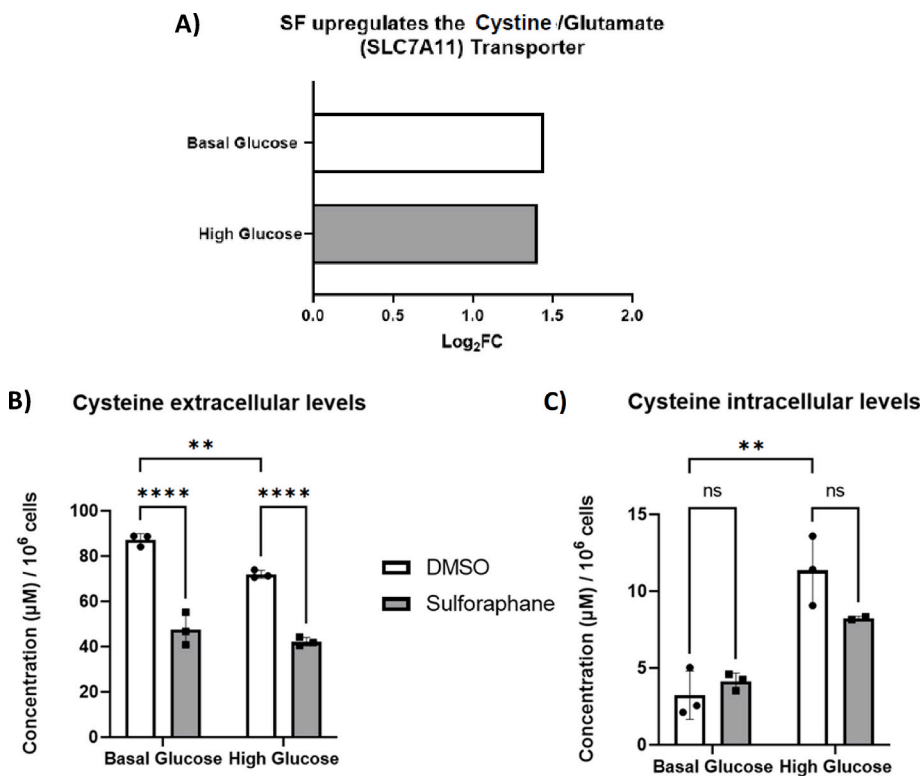 A)
SF upregulates the Cystine/Glutamate
(SLC7A11) Transporter
Basal Glucose
High Glucose
0.0 0.5 1.0 1.5 2.0
Log₂FC
B)
Cysteine extracellular levels
**
**** ****
Concentration (µM) / 10⁶ cells
100
80
60
40
20
0
Basal Glucose High Glucose
DMSO
Sulforaphane
C)
Cysteine intracellular levels
**
ns ns
Concentration (µM) / 10⁶ cells
15
10
5
0
Basal Glucose High Glucose